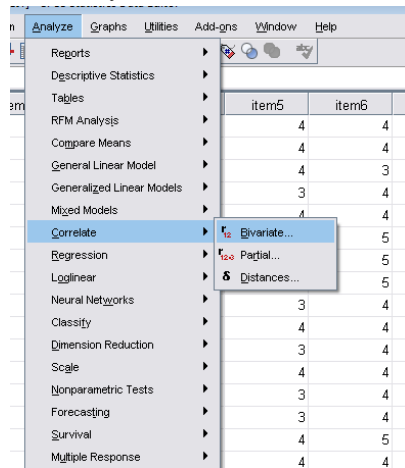 Analyze Graphs Utilities Add-ons Window Help
Reports
Descriptive Statistics
Tables item5 item6
RFM Analysis 4 4
Compare Means 4 4
General Linear Model 4 3
Generalized Linear Models 3 4
Mixed Models 4 4
Correlate r12 Bivariate... 5
Regression r12·3 Partial... 5
Loglinear δ Distances... 5
Neural Networks 3 4
Classify 4 4
Dimension Reduction 3 4
Scale 4 4
Nonparametric Tests 3 4
Forecasting 3 4
Survival 4 5
Multiple Response 4 4